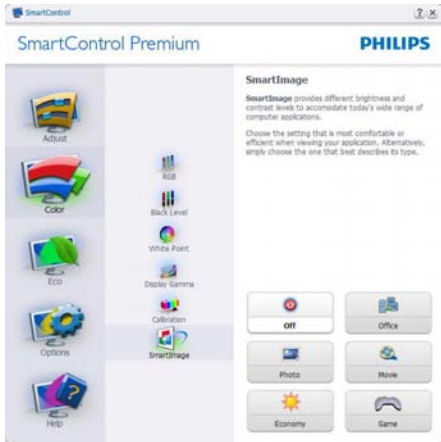 SmartControl
SmartControl Premium
PHILIPS
Adjust
Color
Eco
Options
Help
RGB
Black Level
White Point
Display Gamma
Calibration
SmartImage
SmartImage
SmartImage provides different brightness and
contrast levels to accomodate today's wide range of
computer applications.
Choose the setting that is most comfortable or
efficient when viewing your application. Alternatively,
simply choose the one that best describes its type.
Off
Office
Photo
Movie
Economy
Game